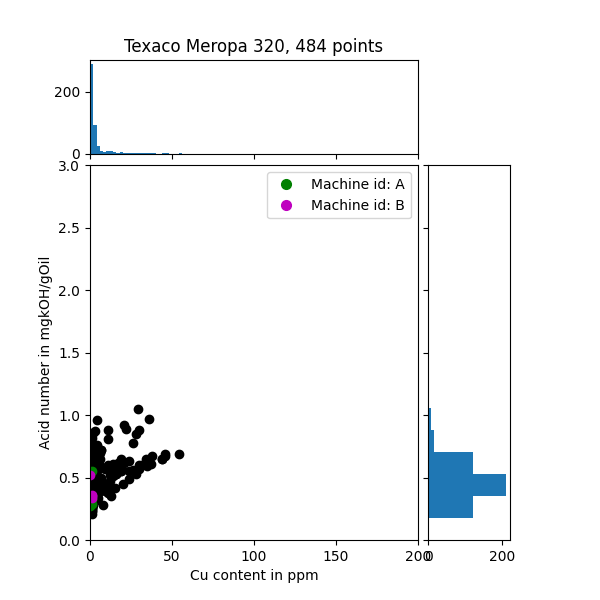 Texaco Meropa 320, 484 points
200
0
3.0
2.5
2.0
1.5
1.0
0.5
0.0
Acid number in mgkOH/gOil
Machine id: A
Machine id: B
0 50 100 150 200
0 200
Cu content in ppm